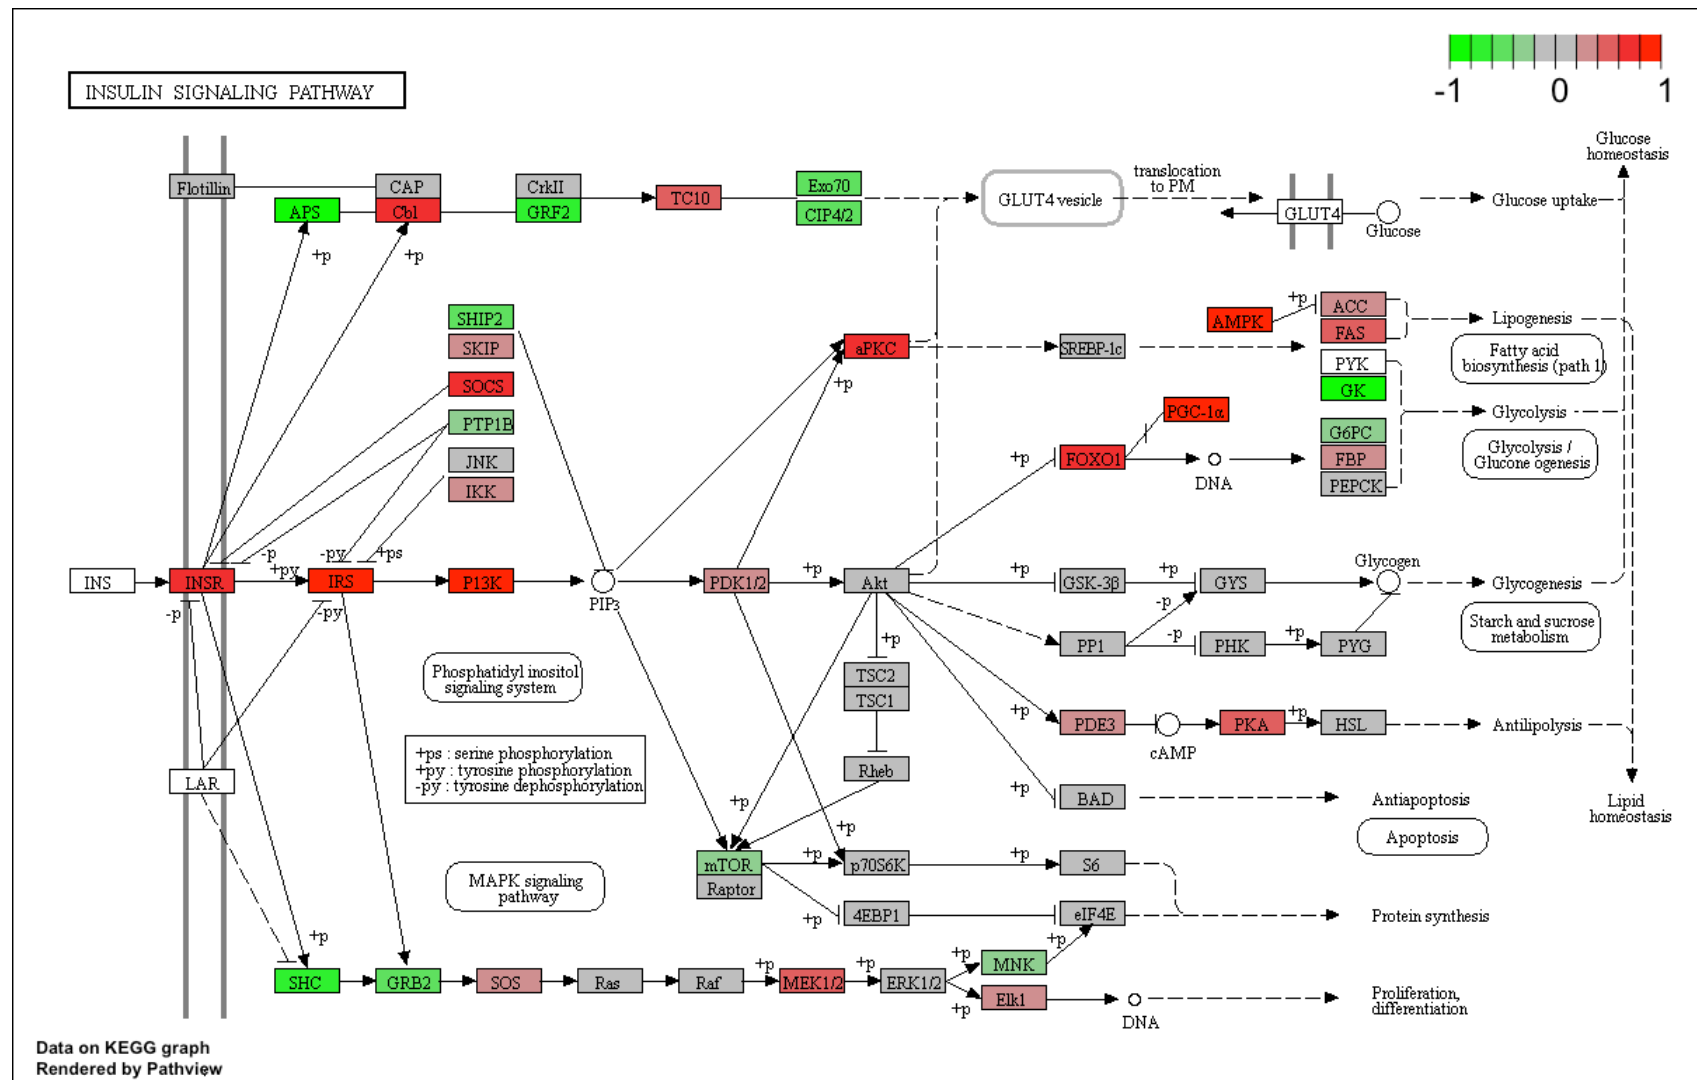 INSULIN SIGNALING PATHWAY
-1 0 1
Glucose
homeostasis
Flotillin
CAP
CrkII
APS
Cbl
GRF2
TC10
Exo70
CIP4/2
GLUT4 vesicle
translocation
to PM
GLUT4
Glucose
Glucose uptake
+p
+p
SHIP2
SKIP
SOCS
PTP1B
JNK
IKK
aPKC
+p
SREBP-1c
AMPK
+p
ACC
FAS
PYK
GK
G6PC
FBP
PEPCK
Lipogenesis
Fatty acid
biosynthesis (path 1)
Glycolysis
Glycolysis /
Glucone ogenesis
PGC-1α
+p
FOXO1
DNA
INS
INSR
-p
+py
-py
+ps
IRS
P13K
PIP3
PDK1/2
+p
Akt
+p
GSK-3β
+p
GYS
Glycogen
Glycogenesis
Starch and sucrose
metabolism
-p
-py
-p
PP1
-p
PHK
+p
PYG
+p
TSC2
TSC1
Rheb
Phosphatidyl inositol
signaling system
+ps : serine phosphorylation
+py : tyrosine phosphorylation
-py : tyrosine dephosphorylation
LAR
+p
PDE3
cAMP
PKA
+p
HSL
Antilipolysis
+p
BAD
Antiapoptosis
Apoptosis
Lipid
homeostasis
+p
+p
mTOR
Raptor
+p
p70S6K
+p
S6
+p
4EBP1
eIF4E
Protein synthesis
MAPK signaling
pathway
+p
SHC
GRB2
SOS
Ras
Raf
+p
MEK1/2
+p
ERK1/2
+p
MNK
+p
+p
Elk1
DNA
Proliferation,
differentiation
Data on KEGG graph
Rendered by Pathview